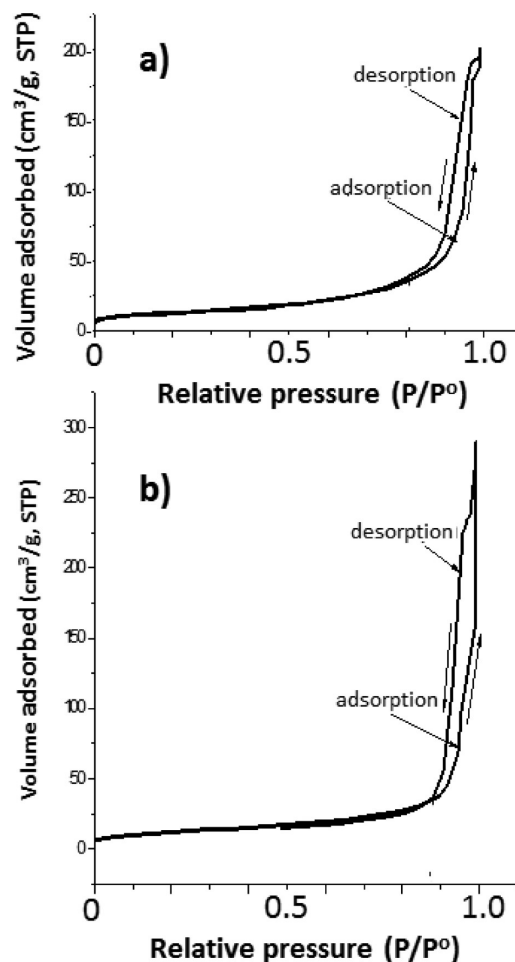 a)
Volume adsorbed (cm³/g, STP)
200
150
100
50
0
desorption
adsorption
0 0.5 1.0
Relative pressure (P/P⁰)
b)
Volume adsorbed (cm³/g, STP)
300
250
200
150
100
50
0
desorption
adsorption
0 0.5 1.0
Relative pressure (P/P⁰)